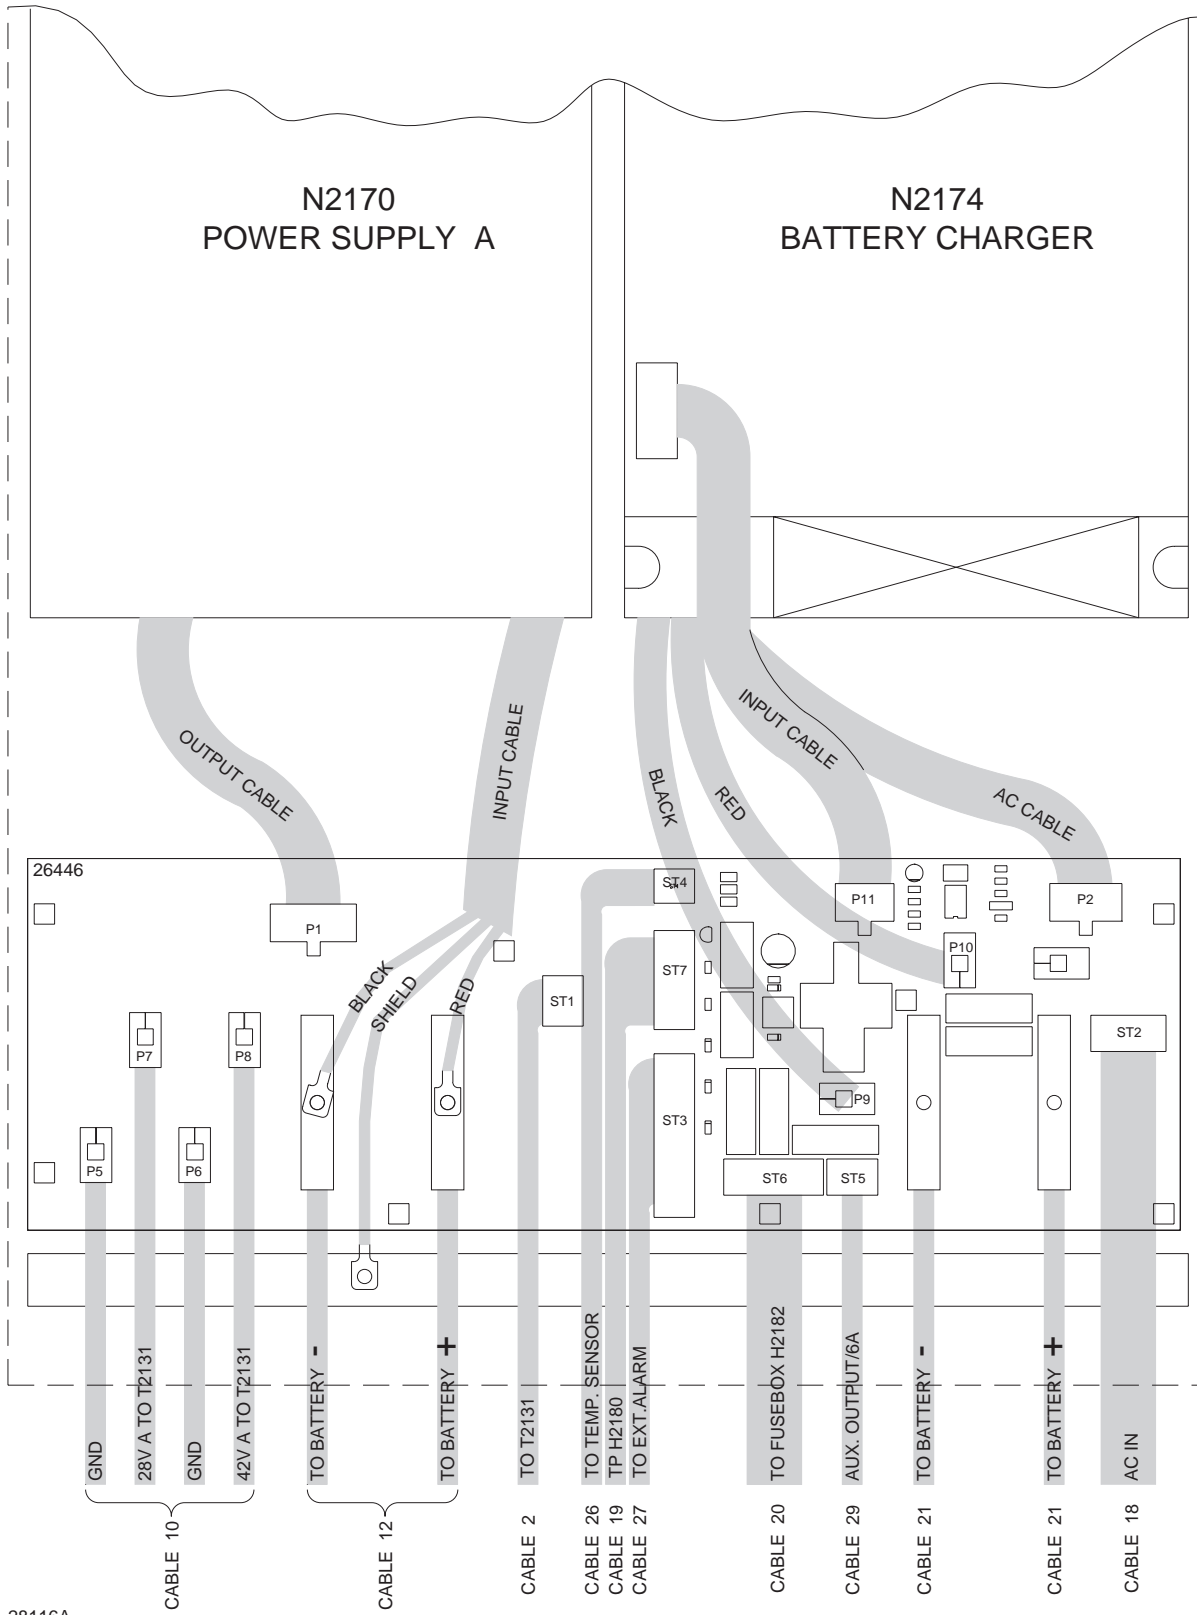 N2170
POWER SUPPLY A
N2174
BATTERY CHARGER
OUTPUT CABLE
INPUT CABLE
BLACK
RED
INPUT CABLE
AC CABLE
26446
P1
BLACK
SHIELD
RED
ST4
P11
P2
ST1
ST7
P10
P7
P8
ST2
P5
P6
ST3
P9
ST6
ST5
GND
28V A TO T2131
GND
42V A TO T2131
TO BATTERY -
TO BATTERY +
TO T2131
TO TEMP. SENSOR
TP H2180
TO EXT.ALARM
TO FUSEBOX H2182
AUX. OUTPUT/6A
TO BATTERY -
TO BATTERY +
AC IN
CABLE 10
CABLE 12
CABLE 2
CABLE 26
CABLE 19
CABLE 27
CABLE 20
CABLE 29
CABLE 21
CABLE 21
CABLE 18